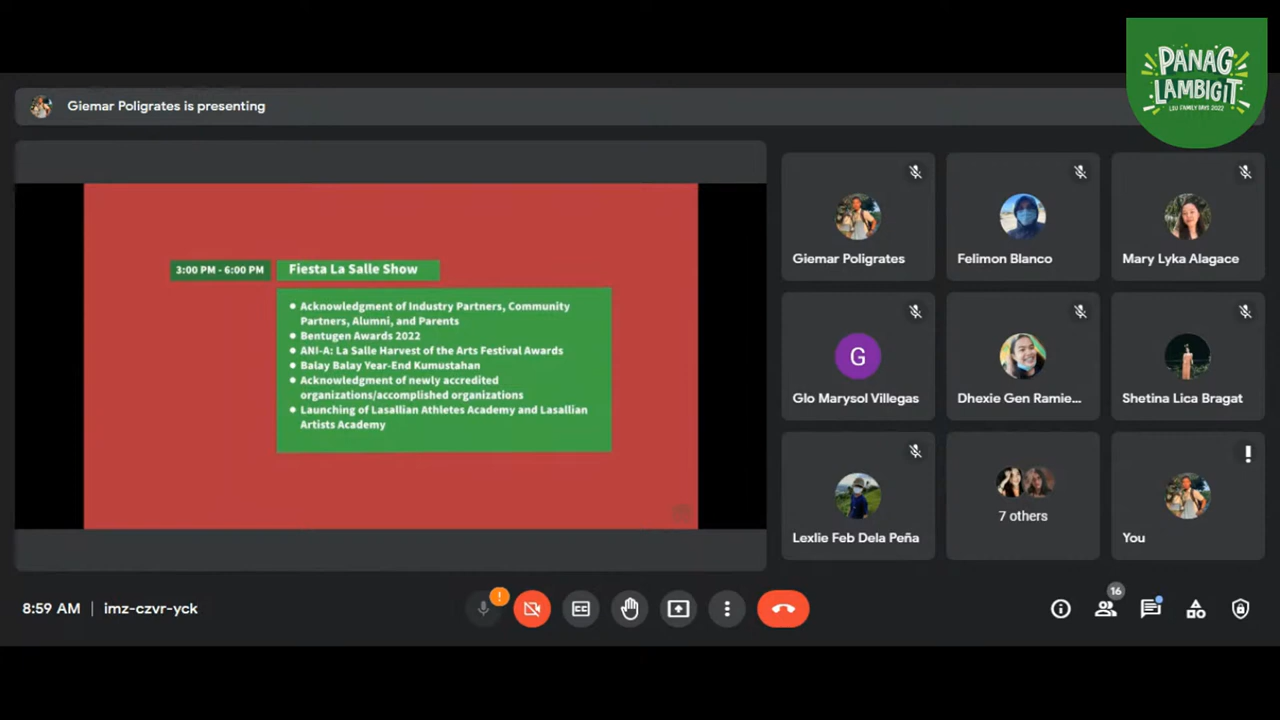 PANAG
LAMBIGIT
LSU FAMILY DAYS 2022
Giemar Poligrates is presenting
3:00 PM - 6:00 PM
Fiesta La Salle Show
● Acknowledgment of Industry Partners, Community
Partners, Alumni, and Parents
● Bentugen Awards 2022
● ANI-A: La Salle Harvest of the Arts Festival Awards
● Balay Balay Year-End Kumustahan
● Acknowledgment of newly accredited
organizations/accomplished organizations
● Launching of Lasallian Athletes Academy and Lasallian
Artists Academy
Giemar Poligrates
Felimon Blanco
Mary Lyka Alagace
G
Glo Marysol Villegas
Dhexie Gen Ramie...
Shetina Lica Bragat
Lexlie Feb Dela Peña
7 others
You
8:59 AM | imz-czvr-yck
16